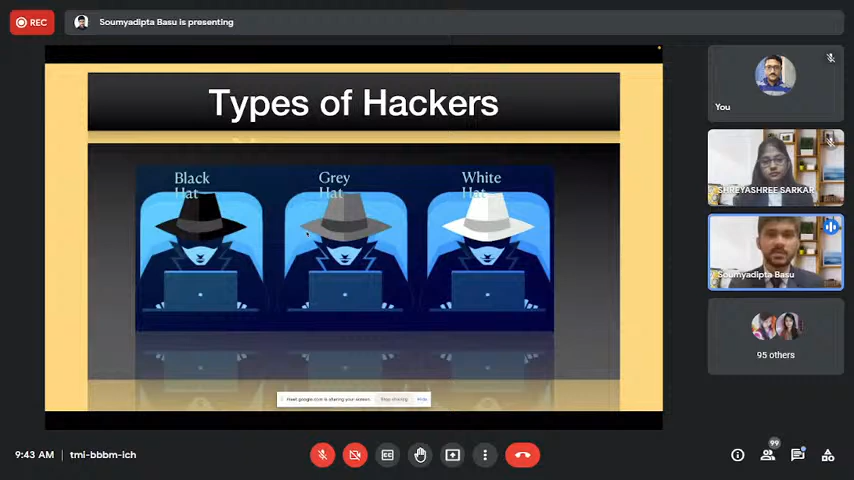 REC
Soumyadipta Basu is presenting
Types of Hackers
Black
Hat
Grey
Hat
White
Hat
You
SHREYASHREE SARKAR
Soumyadipta Basu
95 others
meet.google.com is sharing your screen.
Stop sharing
Hide
9:43 AM
tmi-bbbm-ich
99